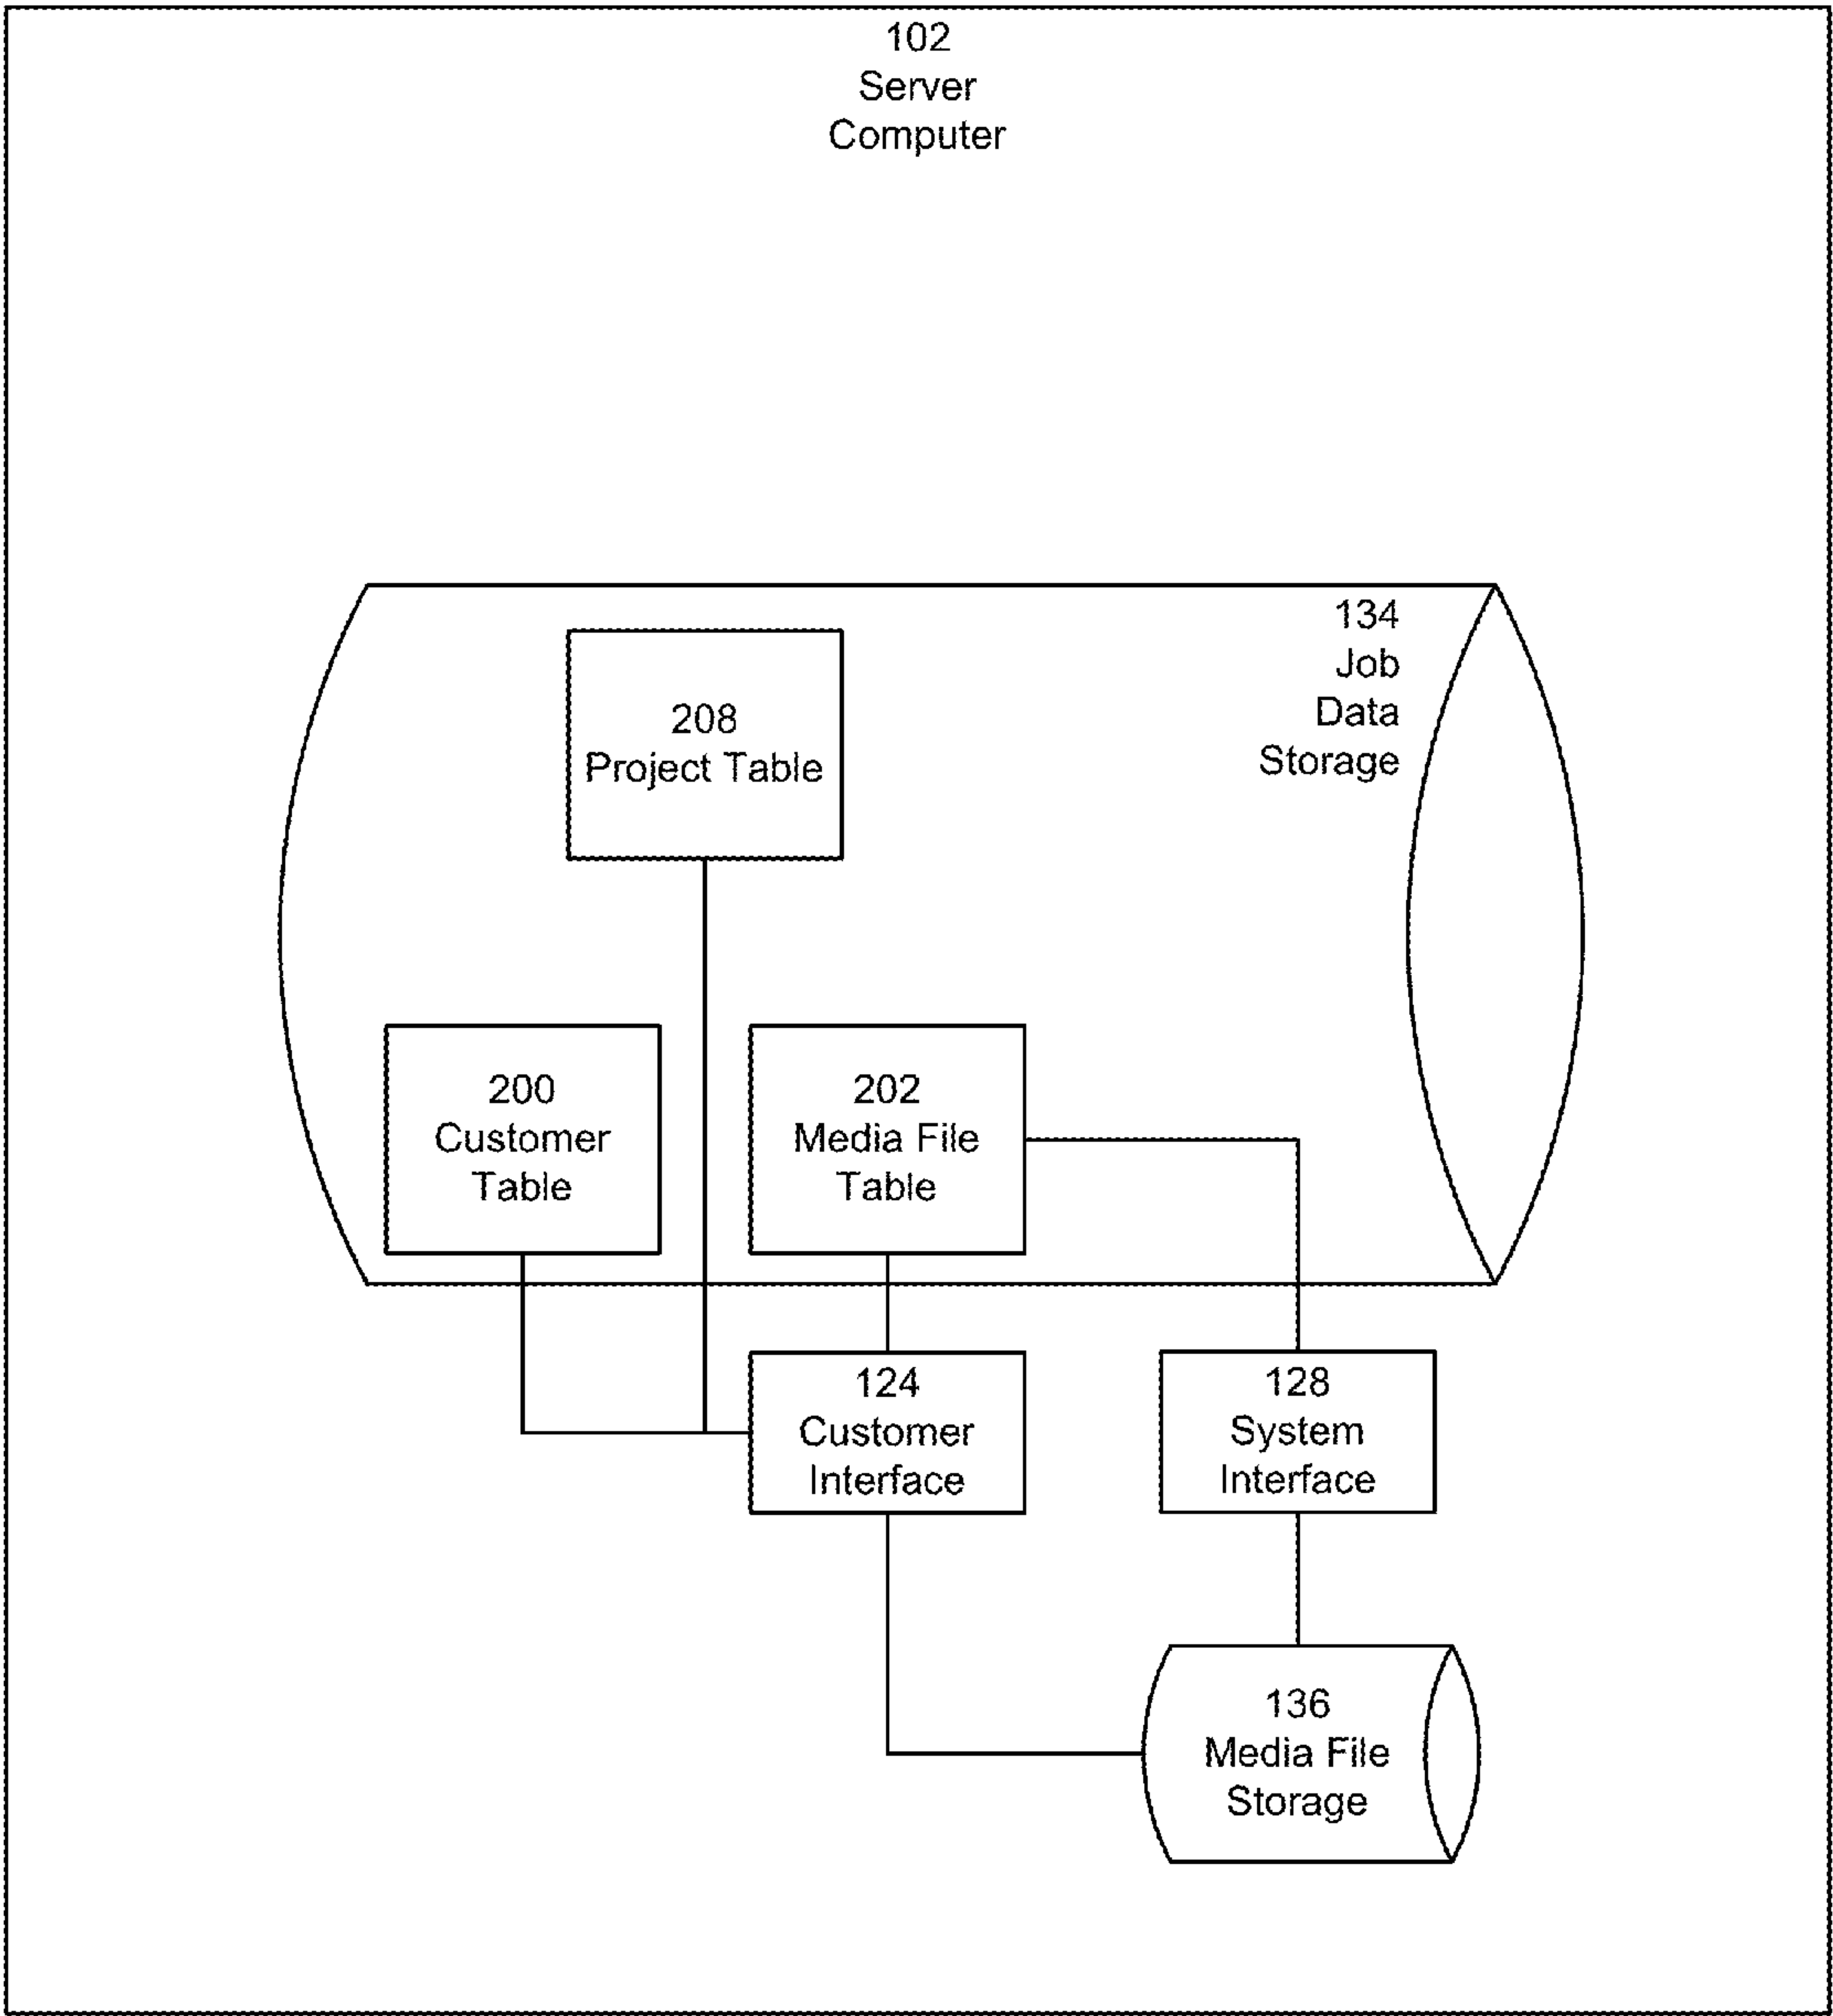 102
Server
Computer
134
Job
Data
Storage
208
Project Table
200
Customer
Table
202
Media File
Table
124
Customer
Interface
128
System
Interface
136
Media File
Storage